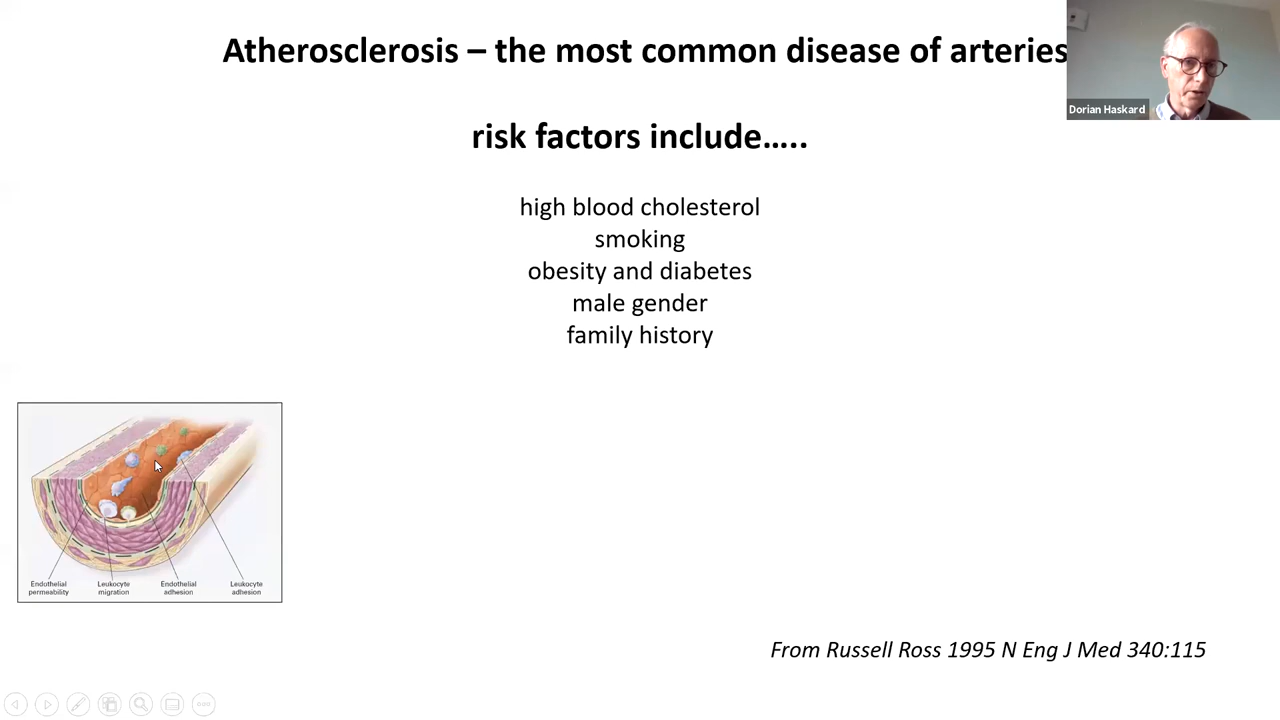 Atherosclerosis – the most common disease of arteries
risk factors include…..
high blood cholesterol
smoking
obesity and diabetes
male gender
family history
Dorian Haskard
Endothelial permeability
Leukocyte migration
Endothelial adhesion
Leukocyte adhesion
From Russell Ross 1995 N Eng J Med 340:115